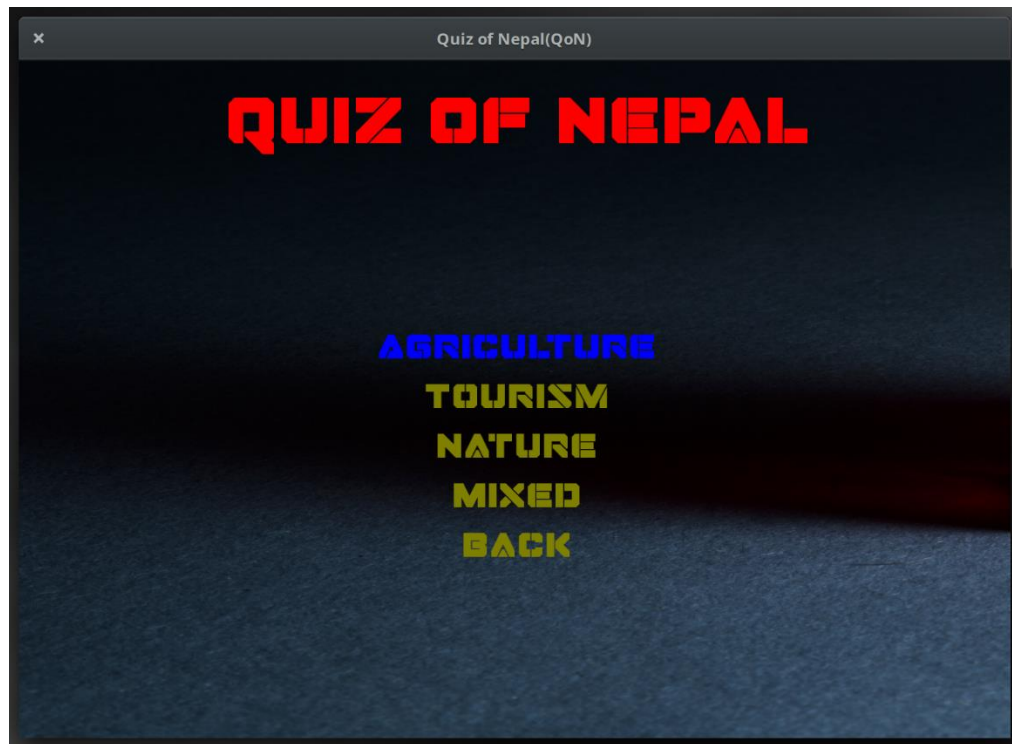 Quiz of Nepal(QoN)
QUIZ OF NEPAL
AGRICULTURE
TOURISM
NATURE
MIXED
BACK